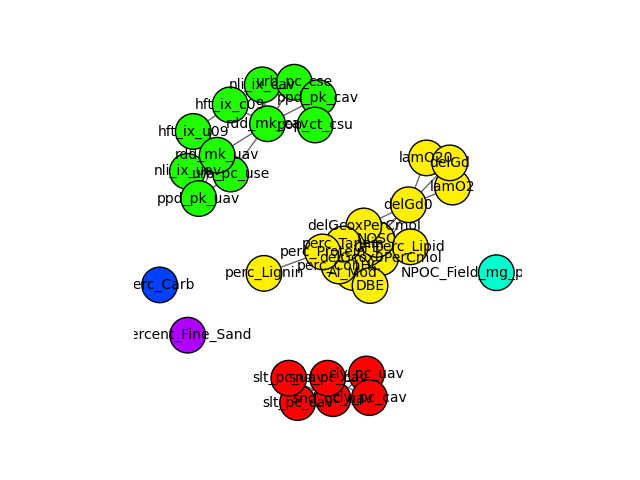 nli_ix_cav
urb_pc_cse
ppd_pk_cav
hft_ix_c09
rdd_mk_cav
pop_ct_csu
hft_ix_u09
rdd_mk_uav
nli_ix_uav
urb_pc_use
ppd_pk_uav
lamO20
delGd
lamO2
delGd0
delGcoxPerCmol
NOSC
perc_Tannin
perc_Protein
perc_Lipid
delGcoxPerCmol
perc_Lignin
AI_Mod
DBE
NPOC_Field_mg_p
erc_Carb
ercent_Fine_Sand
slt_pc_uav
snd_pc_cav
cly_pc_uav
slt_pc_cav
snd_pc_uav
cly_pc_cav